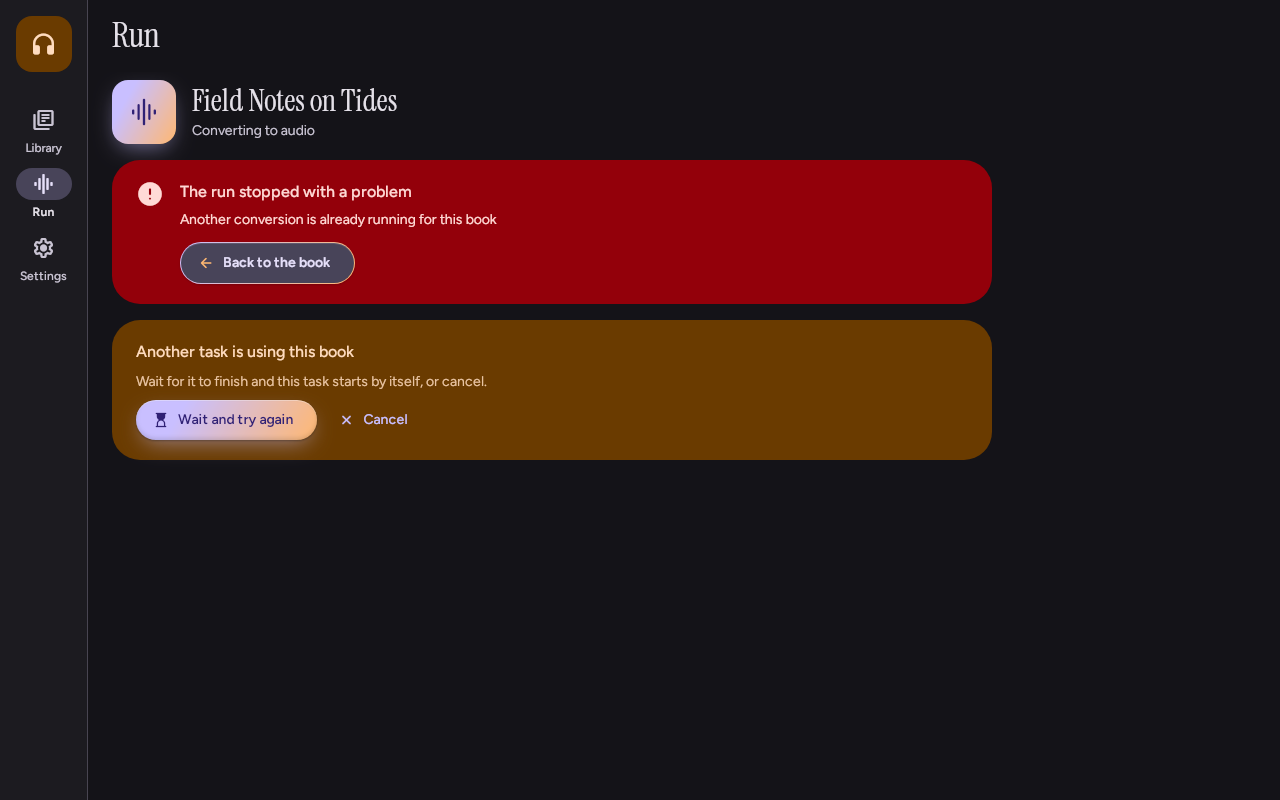 Run
Library
Run
Settings
Field Notes on Tides
Converting to audio
The run stopped with a problem
Another conversion is already running for this book
Back to the book
Another task is using this book
Wait for it to finish and this task starts by itself, or cancel.
Wait and try again
Cancel